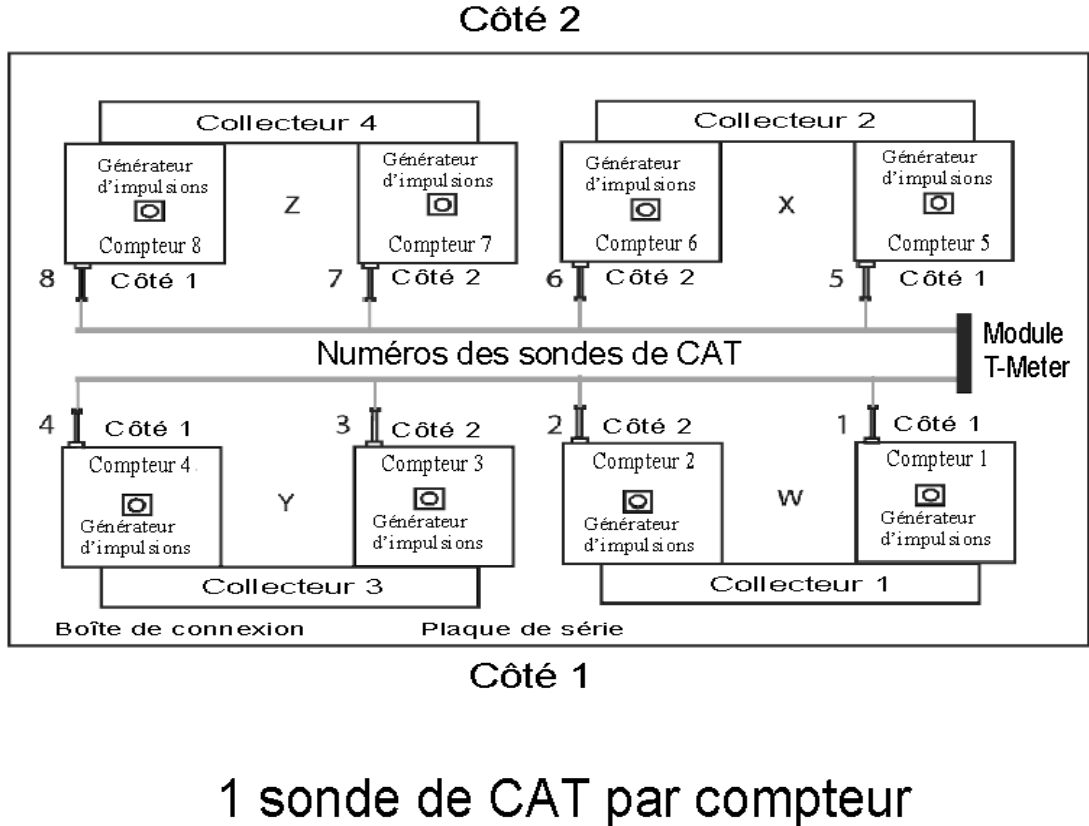 Côté 2
Collecteur 4
Collecteur 2
Générateur
d'impulsions
Compteur 8
Z
Générateur
d'impulsions
Compteur 7
Générateur
d'impulsions
Compteur 6
X
Générateur
d'impulsions
Compteur 5
8 Côté 1
7 Côté 2
6 Côté 2
5 Côté 1
Numéros des sondes de CAT
Module
T-Meter
4 Côté 1
3 Côté 2
2 Côté 2
1 Côté 1
Compteur 4
Générateur
d'impulsions
Y
Compteur 3
Générateur
d'impulsions
Compteur 2
Générateur
d'impulsions
W
Compteur 1
Générateur
d'impulsions
Collecteur 3
Collecteur 1
Boîte de connexion
Plaque de série
Côté 1
1 sonde de CAT par compteur